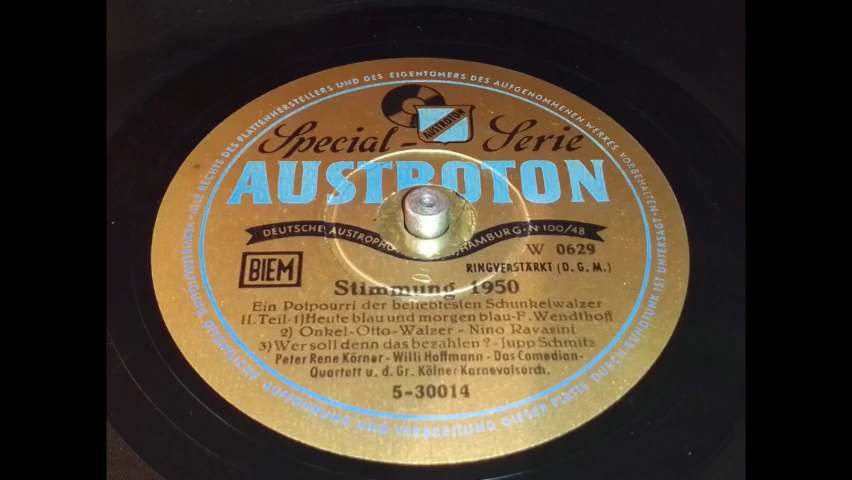 ALLE RECHTE DES PLATTENHERSTELLERS UND DES EIGENTÜMERS DES AUFGENOMMENEN WERKES VORBEHALTEN
AUSTROTON
Special-Serie
AUSTROTON
DEUTSCHE AUSTROPHO HAMBURG·N 100/48
W 0629
BIEM
RINGVERSTÄRKT (D.G.M.)
Stimmung 1950
Ein Potpourri der beliebtesten Schunkelwalzer
II. Teil-1) Heute blau und morgen blau-F. Wendthoff
2) Onkel-Otto-Walzer - Nino Ravasini
3) Wer soll denn das bezahlen? - Jupp Schmitz
Peter Rene Körner - Willi Hoffmann - Das Comedian-
Quartett u. d. Gr. Kölner Karnevalsorch.
5-30014
UND VERBREITUNG DIESER PLATTE DURCH RUNDFUNK IST UNTERSAGT